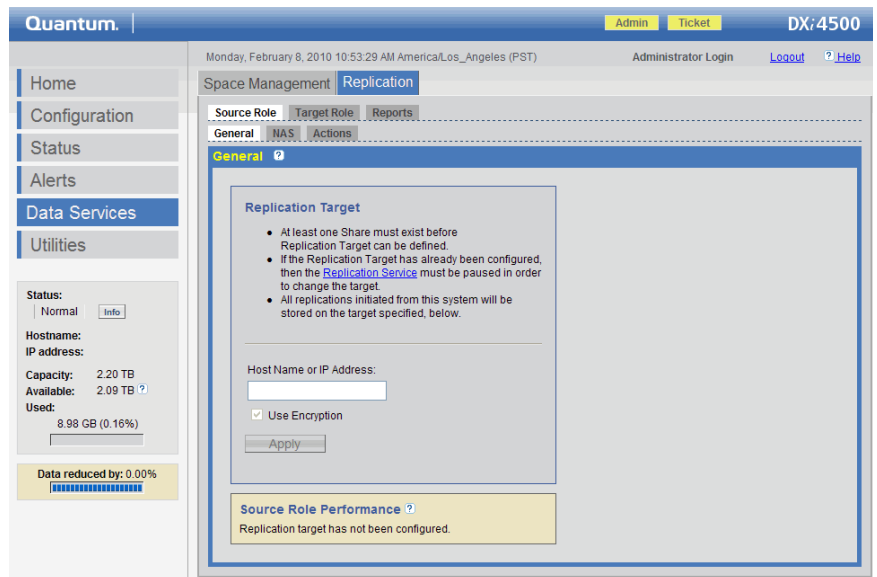 Quantum.
Admin
Ticket
DXi4500
Monday, February 8, 2010 10:53:29 AM America/Los_Angeles (PST)
Administrator Login
Logout
? Help
Home
Configuration
Status
Alerts
Data Services
Utilities
Status:
Normal
Info
Hostname:
IP address:
Capacity: 2.20 TB
Available: 2.09 TB ?
Used:
8.98 GB (0.16%)
Data reduced by: 0.00%
Space Management
Replication
Source Role
Target Role
Reports
General
NAS
Actions
General ?
Replication Target
• At least one Share must exist before
Replication Target can be defined.
• If the Replication Target has already been configured,
then the Replication Service must be paused in order
to change the target.
• All replications initiated from this system will be
stored on the target specified, below.
Host Name or IP Address:
Use Encryption
Apply
Source Role Performance ?
Replication target has not been configured.